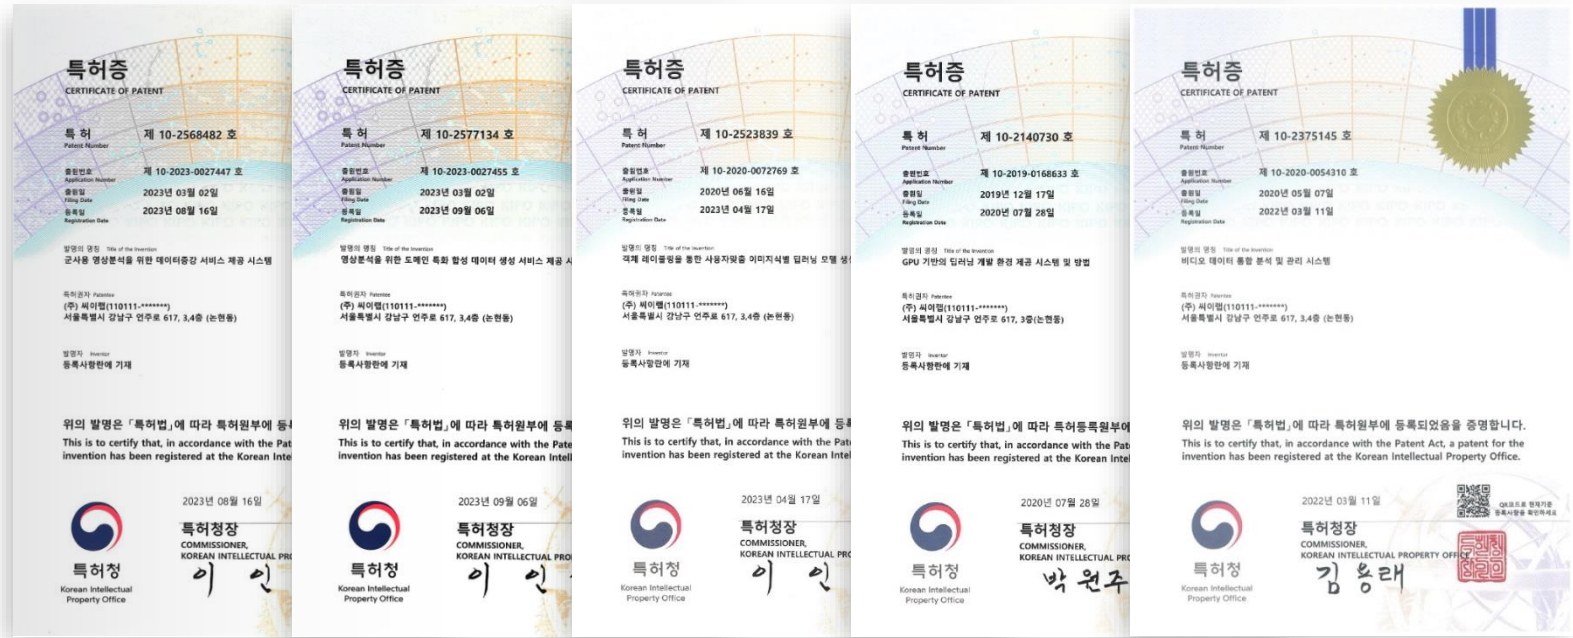 특허증
CERTIFICATE OF PATENT
특 허 제 10-2568482 호
Patent Number
출원번호 제 10-2023-0027447 호
Application Number
출원일 2023년 03월 02일
Filing Date
등록일 2023년 08월 16일
Registration Date
발명의 명칭 Title of the Invention
군사용 영상분석을 위한 데이터증강 서비스 제공 시스템
특허권자 Patentee
(주) 씨이랩(110111-*******)
서울특별시 강남구 언주로 617, 3,4층 (논현동)
발명자 Inventor
등록사항란에 기재
위의 발명은 「특허법」에 따라 특허원부에 등
This is to certify that, in accordance with the Pat
invention has been registered at the Korean Intel
2023년 08월 16일
특허청장
COMMISSIONER,
KOREAN INTELLECTUAL PRO
이 인
특허청
Korean Intellectual
Property Office
특허증
CERTIFICATE OF PATENT
특 허 제 10-2577134 호
Patent Number
출원번호 제 10-2023-0027455 호
Application Number
출원일 2023년 03월 02일
Filing Date
등록일 2023년 09월 06일
Registration Date
발명의 명칭 Title of the Invention
영상분석을 위한 도메인 특화 합성 데이터 생성 서비스 제공 시
특허권자 Patentee
(주) 씨이랩(110111-*******)
서울특별시 강남구 언주로 617, 3,4층 (논현동)
발명자 Inventor
등록사항란에 기재
위의 발명은 「특허법」에 따라 특허원부에 등록
This is to certify that, in accordance with the Pate
invention has been registered at the Korean Intell
2023년 09월 06일
특허청장
COMMISSIONER,
KOREAN INTELLECTUAL PROP
이 인
특허청
Korean Intellectual
Property Office
특허증
CERTIFICATE OF PATENT
특 허 제 10-2523839 호
Patent Number
출원번호 제 10-2020-0072769 호
Application Number
출원일 2020년 06월 16일
Filing Date
등록일 2023년 04월 17일
Registration Date
발명의 명칭 Title of the Invention
객체 레이블링을 통한 사용자맞춤 이미지식별 딥러닝 모델 생성
특허권자 Patentee
(주) 씨이랩(110111-*******)
서울특별시 강남구 언주로 617, 3,4층 (논현동)
발명자 Inventor
등록사항란에 기재
위의 발명은 「특허법」에 따라 특허원부에 등록
This is to certify that, in accordance with the Pate
invention has been registered at the Korean Intell
2023년 04월 17일
특허청장
COMMISSIONER,
KOREAN INTELLECTUAL PRO
이 인
특허청
Korean Intellectual
Property Office
특허증
CERTIFICATE OF PATENT
특 허 제 10-2140730 호
Patent Number
출원번호 제 10-2019-0168633 호
Application Number
출원일 2019년 12월 17일
Filing Date
등록일 2020년 07월 28일
Registration Date
발명의 명칭 Title of the Invention
GPU 기반의 딥러닝 개발 환경 제공 시스템 및 방법
특허권자 Patentee
(주) 씨이랩(110111-*******)
서울특별시 강남구 언주로 617, 3층(논현동)
발명자 Inventor
등록사항란에 기재
위의 발명은 「특허법」에 따라 특허등록원부에
This is to certify that, in accordance with the Pat
invention has been registered at the Korean Intel
2020년 07월 28일
특허청장
COMMISSIONER,
KOREAN INTELLECTUAL PRO
박 원 주
특허청
Korean Intellectual
Property Office
특허증
CERTIFICATE OF PATENT
특 허 제 10-2375145 호
Patent Number
출원번호 제 10-2020-0054310 호
Application Number
출원일 2020년 05월 07일
Filing Date
등록일 2022년 03월 11일
Registration Date
발명의 명칭 Title of the Invention
비디오 데이터 통합 분석 및 관리 시스템
특허권자 Patentee
(주) 씨이랩(110111-*******)
서울특별시 강남구 언주로 617, 3,4층 (논현동)
발명자 Inventor
등록사항란에 기재
위의 발명은 「특허법」에 따라 특허원부에 등록되었음을 증명합니다.
This is to certify that, in accordance with the Patent Act, a patent for the
invention has been registered at the Korean Intellectual Property Office.
2022년 03월 11일
QR코드로 현재기준
등록사항을 확인하세요
특허청장
COMMISSIONER,
KOREAN INTELLECTUAL PROPERTY OFFICE
김 용 래
특허청
Korean Intellectual
Property Office